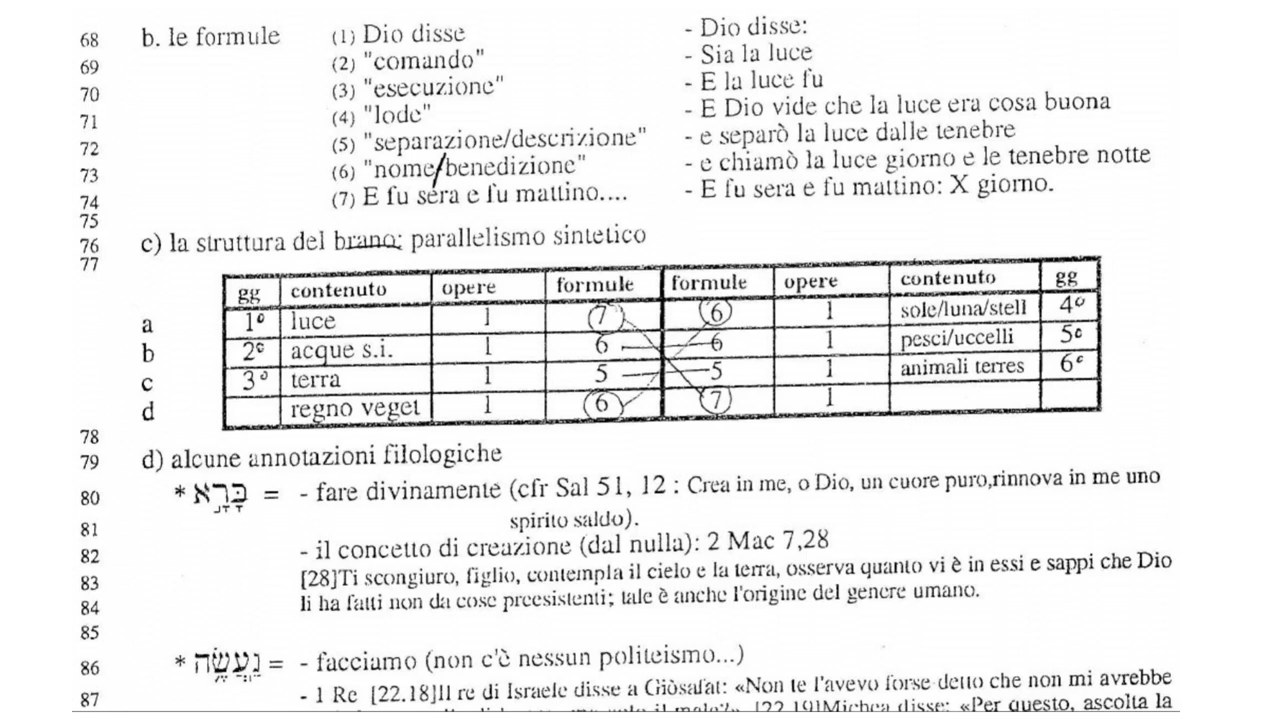 68 b. le formule (1) Dio disse - Dio disse:
69 (2) "comando" - Sia la luce
70 (3) "esecuzione" - E la luce fu
71 (4) "lode" - E Dio vide che la luce era cosa buona
72 (5) "separazione/descrizione" - e separò la luce dalle tenebre
73 (6) "nome/benedizione" - e chiamò la luce giorno e le tenebre notte
74 (7) E fu sera e fu mattino.... - E fu sera e fu mattino: X giorno.
75
76 c) la struttura del brano: parallelismo sintetico
77
gg contenuto opere formule formule opere contenuto gg
a 1° luce 1 7 6 1 sole/luna/stell 4°
b 2° acque s.i. 1 6 6 1 pesci/uccelli 5°
c 3° terra 1 5 5 1 animali terres 6°
d regno veget 1 6 7 1
78
79 d) alcune annotazioni filologiche
80 * בָּרָא = - fare divinamente (cfr Sal 51, 12 : Crea in me, o Dio, un cuore puro,rinnova in me uno
81 spirito saldo).
82 - il concetto di creazione (dal nulla): 2 Mac 7,28
83 [28]Ti scongiuro, figlio, contempla il cielo e la terra, osserva quanto vi è in essi e sappi che Dio
84 li ha fatti non da cose preesistenti; tale è anche l'origine del genere umano.
85
86 * נַעֲשֶׂה = - facciamo (non c'è nessun politeismo...)
87 - 1 Re [22.18]Il re di Israele disse a Giòsafat: «Non te l'avevo forse detto che non mi avrebbe
il male?». [22.19]Michea disse: «Per questo, ascolta la